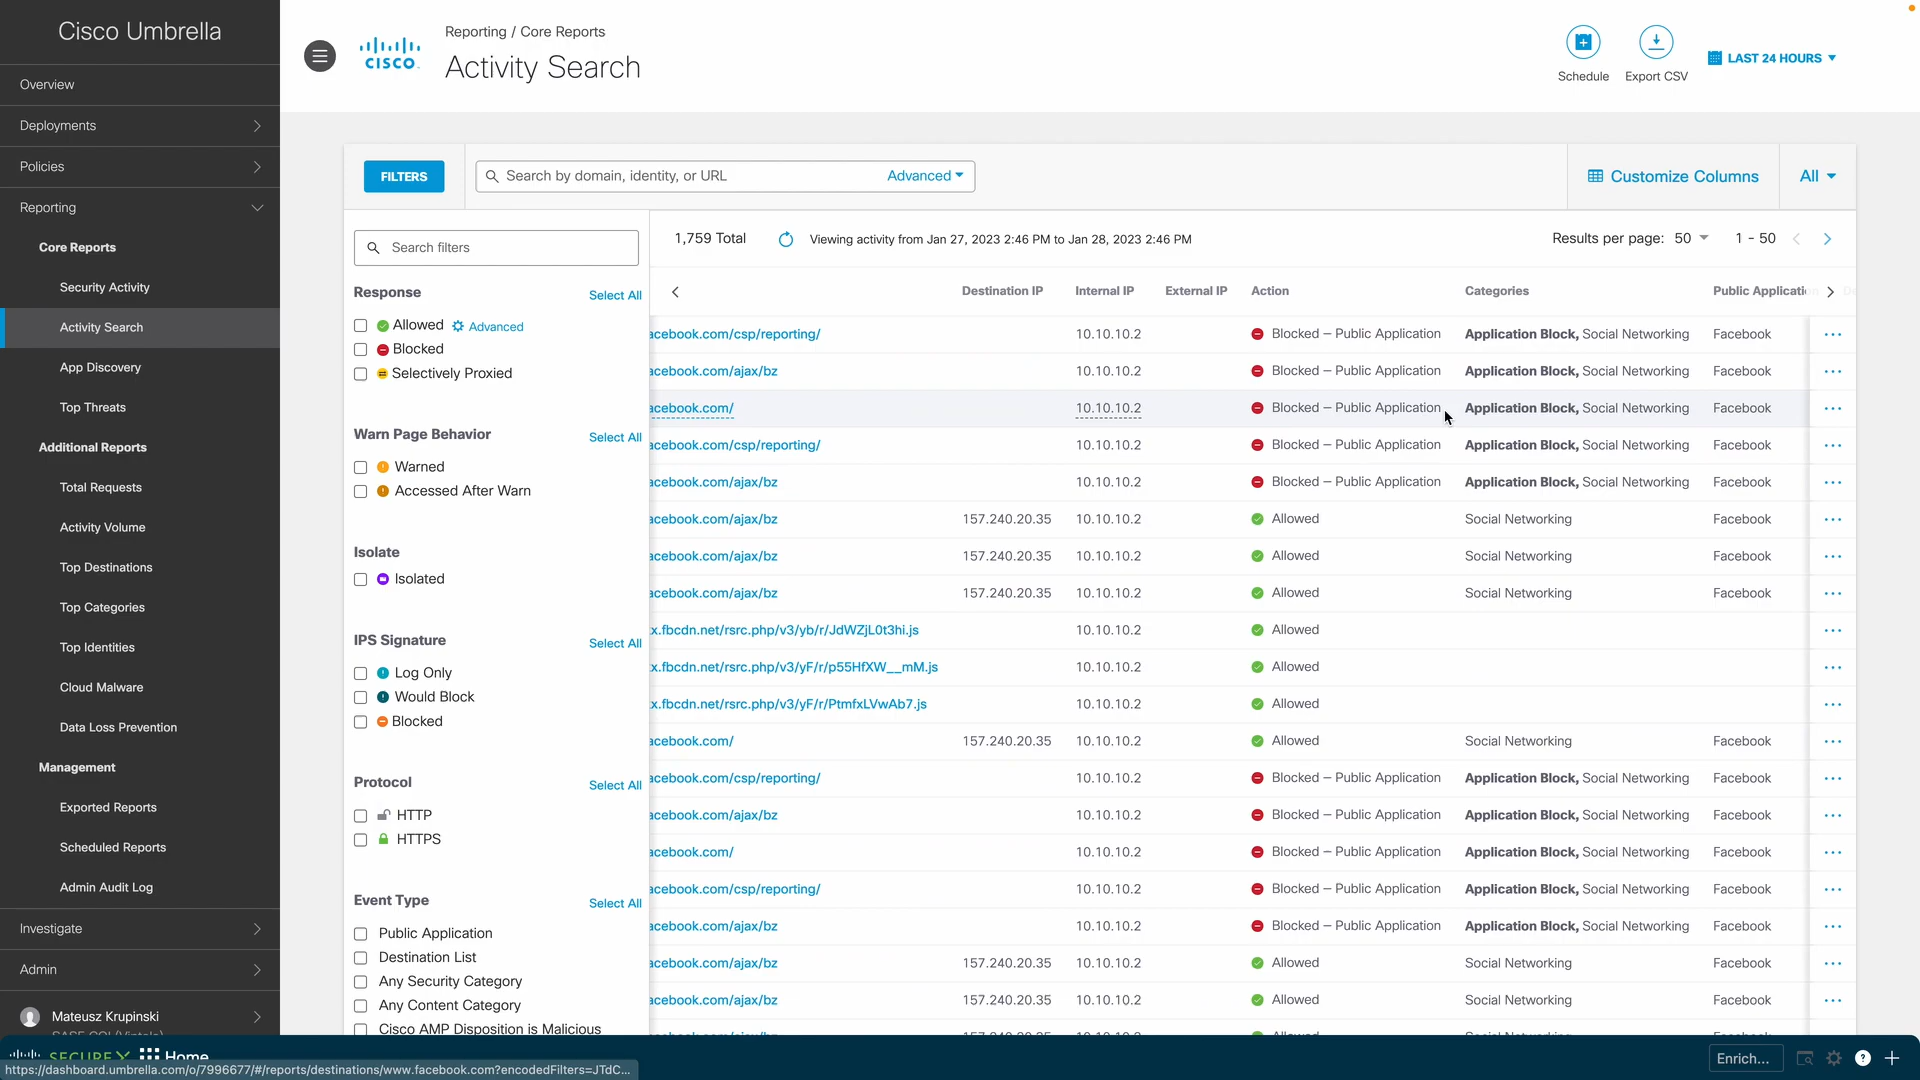 Cisco Umbrella
Overview
Deployments
Policies
Reporting
Core Reports
Security Activity
Activity Search
App Discovery
Top Threats
Additional Reports
Total Requests
Activity Volume
Top Destinations
Top Categories
Top Identities
Cloud Malware
Data Loss Prevention
Management
Exported Reports
Scheduled Reports
Admin Audit Log
Investigate
Admin
Mateusz Krupinski
CISCO
Reporting / Core Reports
Activity Search
Schedule
Export CSV
LAST 24 HOURS
FILTERS
Search by domain, identity, or URL
Advanced
Customize Columns
All
Search filters
Response
Select All
Allowed Advanced
Blocked
Selectively Proxied
Warn Page Behavior
Select All
Warned
Accessed After Warn
Isolate
Isolated
IPS Signature
Select All
Log Only
Would Block
Blocked
Protocol
Select All
HTTP
HTTPS
Event Type
Select All
Public Application
Destination List
Any Security Category
Any Content Category
Cisco AMP Disposition is Malicious
1,759 Total
Viewing activity from Jan 27, 2023 2:46 PM to Jan 28, 2023 2:46 PM
Results per page: 50
1 - 50
Destination IP Internal IP External IP Action Categories Public Applicati
acebook.com/csp/reporting/ 10.10.10.2 Blocked – Public Application Application Block, Social Networking Facebook
acebook.com/ajax/bz 10.10.10.2 Blocked – Public Application Application Block, Social Networking Facebook
acebook.com/ 10.10.10.2 Blocked – Public Application Application Block, Social Networking Facebook
acebook.com/csp/reporting/ 10.10.10.2 Blocked – Public Application Application Block, Social Networking Facebook
acebook.com/ajax/bz 10.10.10.2 Blocked – Public Application Application Block, Social Networking Facebook
acebook.com/ajax/bz 157.240.20.35 10.10.10.2 Allowed Social Networking Facebook
acebook.com/ajax/bz 157.240.20.35 10.10.10.2 Allowed Social Networking Facebook
acebook.com/ajax/bz 157.240.20.35 10.10.10.2 Allowed Social Networking Facebook
x.fbcdn.net/rsrc.php/v3/yb/r/JdWZjL0t3hi.js 10.10.10.2 Allowed
x.fbcdn.net/rsrc.php/v3/yF/r/p55HfXW__mM.js 10.10.10.2 Allowed
x.fbcdn.net/rsrc.php/v3/yF/r/PtmfxLVwAb7.js 10.10.10.2 Allowed
acebook.com/ 157.240.20.35 10.10.10.2 Allowed Social Networking Facebook
acebook.com/csp/reporting/ 10.10.10.2 Blocked – Public Application Application Block, Social Networking Facebook
acebook.com/ajax/bz 10.10.10.2 Blocked – Public Application Application Block, Social Networking Facebook
acebook.com/ 10.10.10.2 Blocked – Public Application Application Block, Social Networking Facebook
acebook.com/csp/reporting/ 10.10.10.2 Blocked – Public Application Application Block, Social Networking Facebook
acebook.com/ajax/bz 10.10.10.2 Blocked – Public Application Application Block, Social Networking Facebook
acebook.com/ajax/bz 157.240.20.35 10.10.10.2 Allowed Social Networking Facebook
acebook.com/ajax/bz 157.240.20.35 10.10.10.2 Allowed Social Networking Facebook
SECUREX Home
Enrich...
https://dashboard.umbrella.com/o/7996677/#/reports/destinations/www.facebook.com?encodedFilters=JTdC...